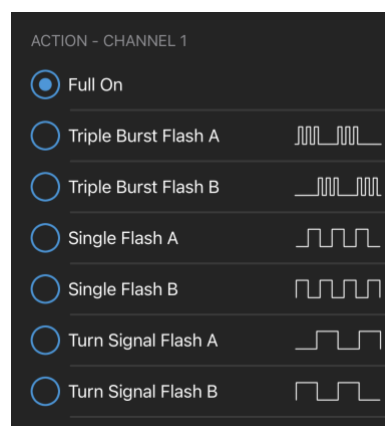 ACTION - CHANNEL 1
Full On
Triple Burst Flash A
Triple Burst Flash B
Single Flash A
Single Flash B
Turn Signal Flash A
Turn Signal Flash B